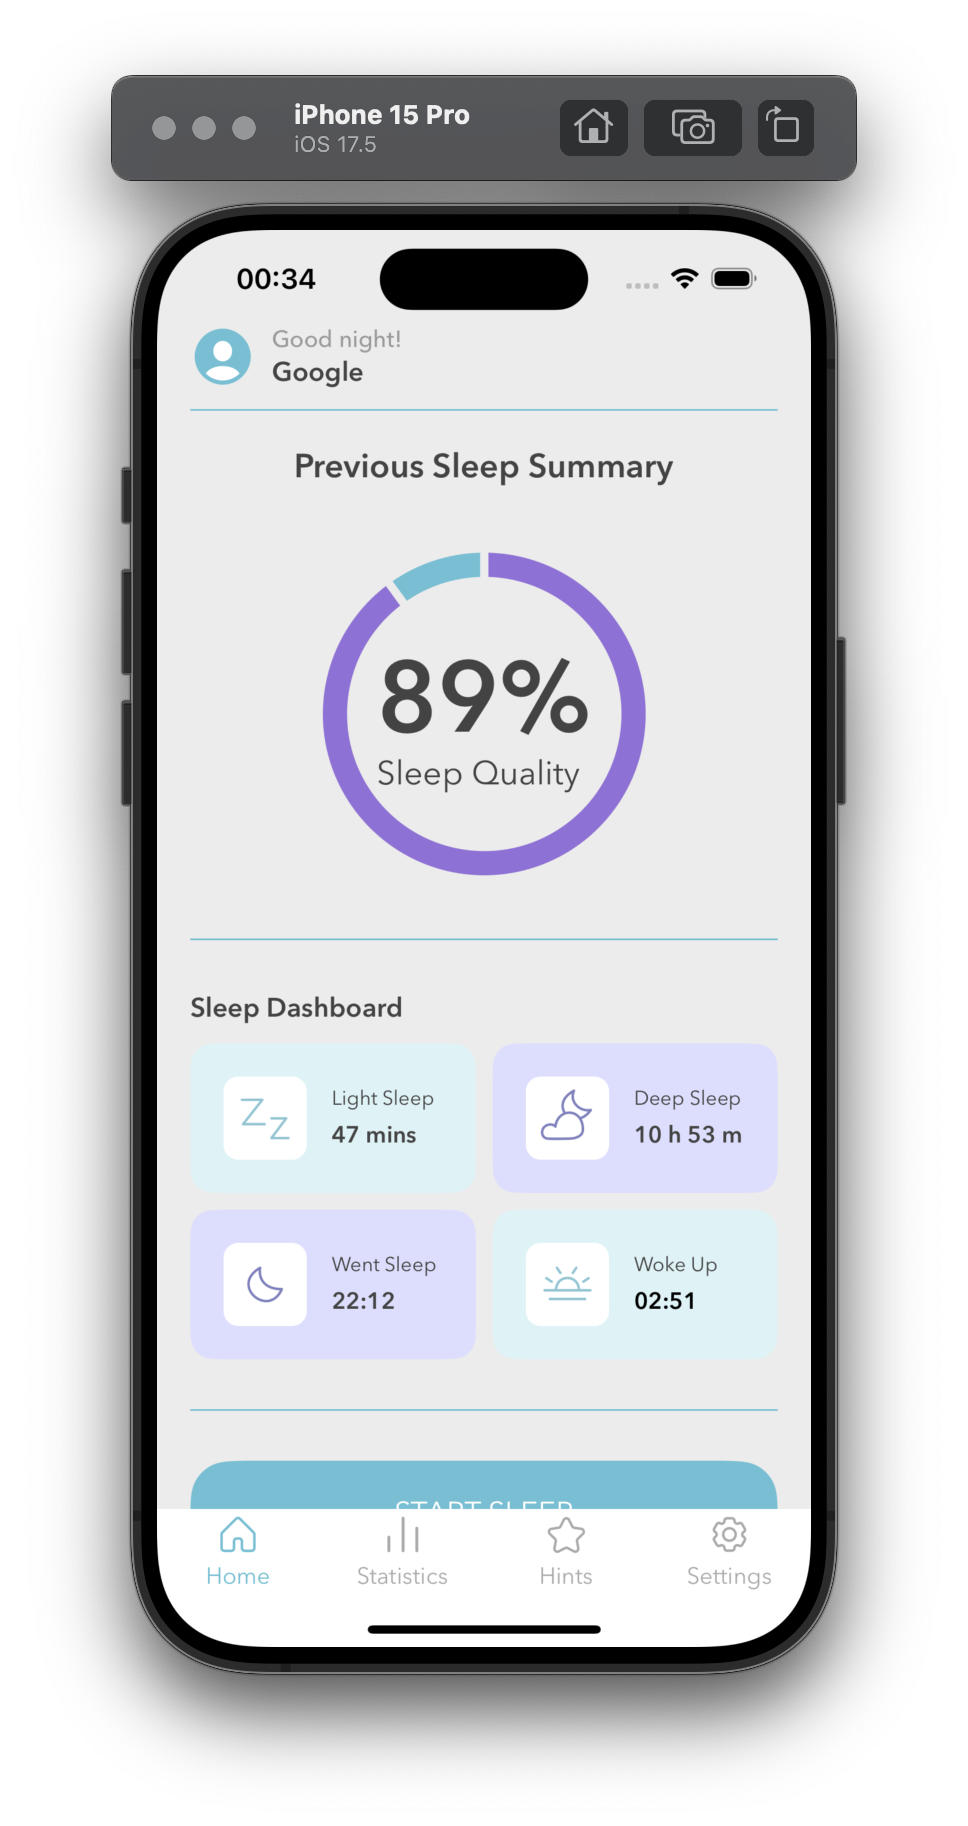 iPhone 15 Pro
iOS 17.5
00:34
Good night!
Google
Previous Sleep Summary
89%
Sleep Quality
Sleep Dashboard
Light Sleep
47 mins
Deep Sleep
10 h 53 m
Went Sleep
22:12
Woke Up
02:51
START SLEEP
Home
Statistics
Hints
Settings